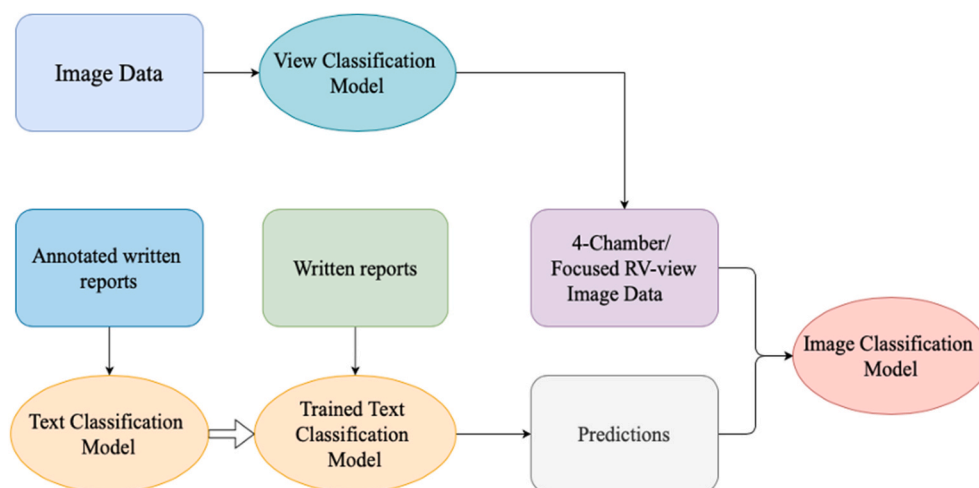 Image Data
View Classification
Model
Annotated written
reports
Written reports
4-Chamber/
Focused RV-view
Image Data
Image Classification
Model
Text Classification
Model
Trained Text
Classification
Model
Predictions